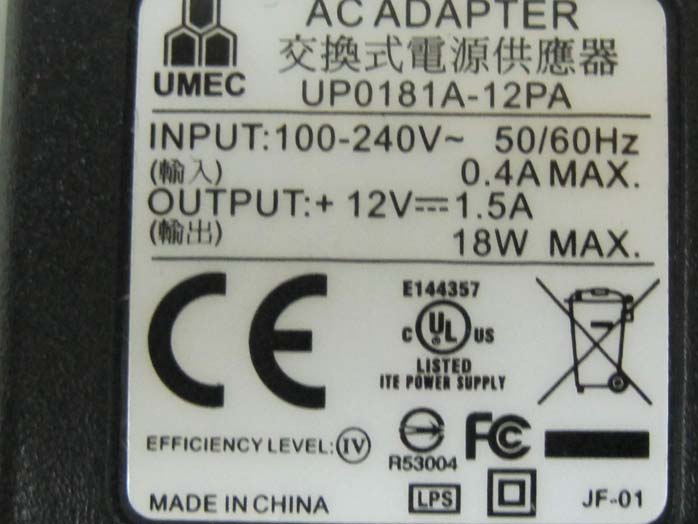 AC ADAPTER
交換式電源供應器
UMEC
UP0181A-12PA
INPUT:100-240V~ 50/60Hz
(輸入) 0.4A MAX.
OUTPUT:+ 12V⎓1.5A
(輸出) 18W MAX.
CE
E144357
C UL US
LISTED
ITE POWER SUPPLY
EFFICIENCY LEVEL:IV
R53004
FC
MADE IN CHINA
LPS
JF-01